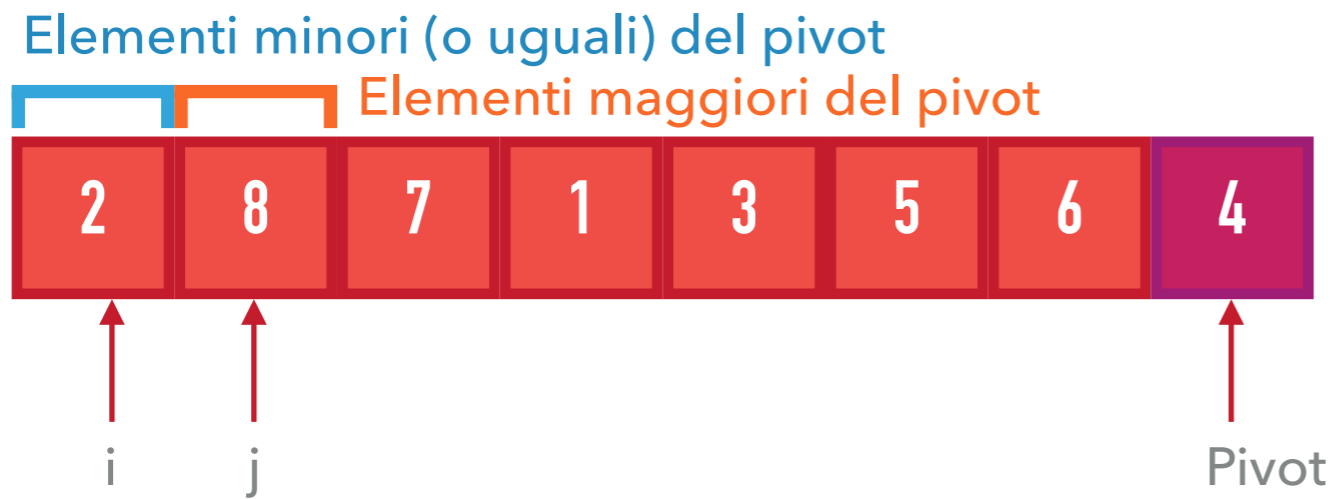 Elementi minori (o uguali) del pivot
Elementi maggiori del pivot
2 8 7 1 3 5 6 4
i j Pivot